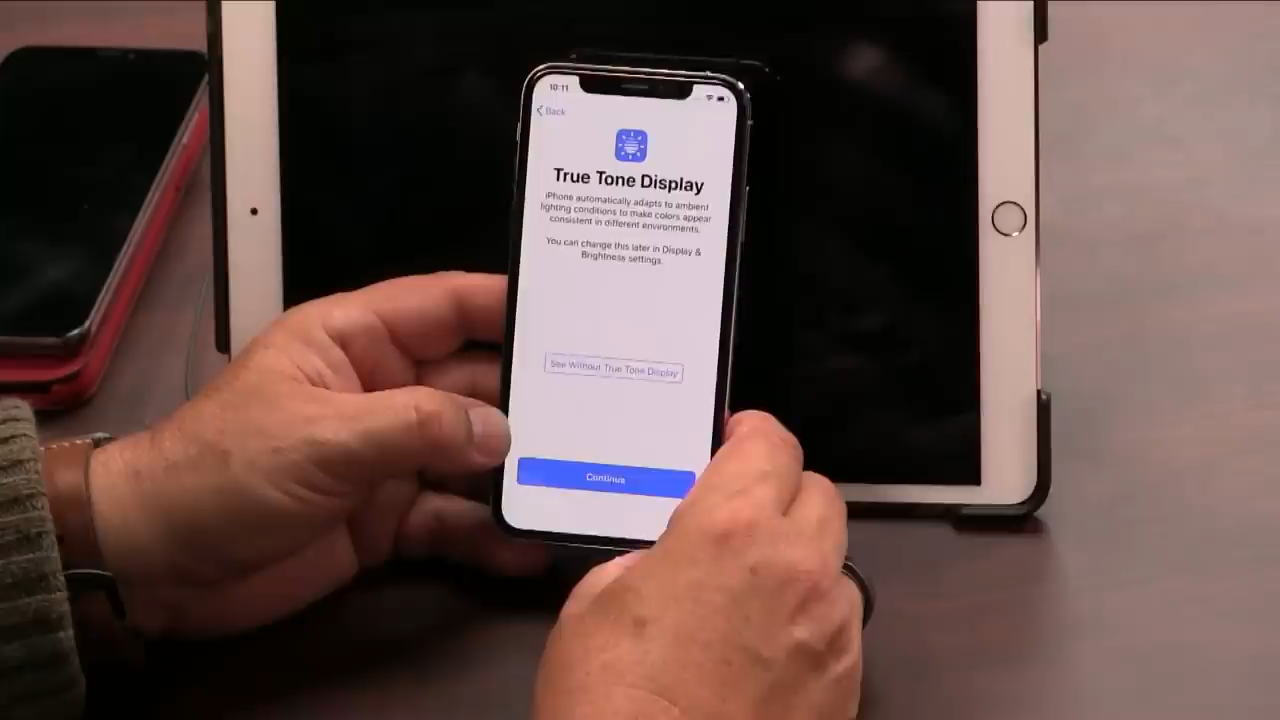 10:11
Back
True Tone Display
iPhone automatically adapts to ambient
lighting conditions to make colors appear
consistent in different environments.
You can change this later in Display &
Brightness settings.
See Without True Tone Display
Continue